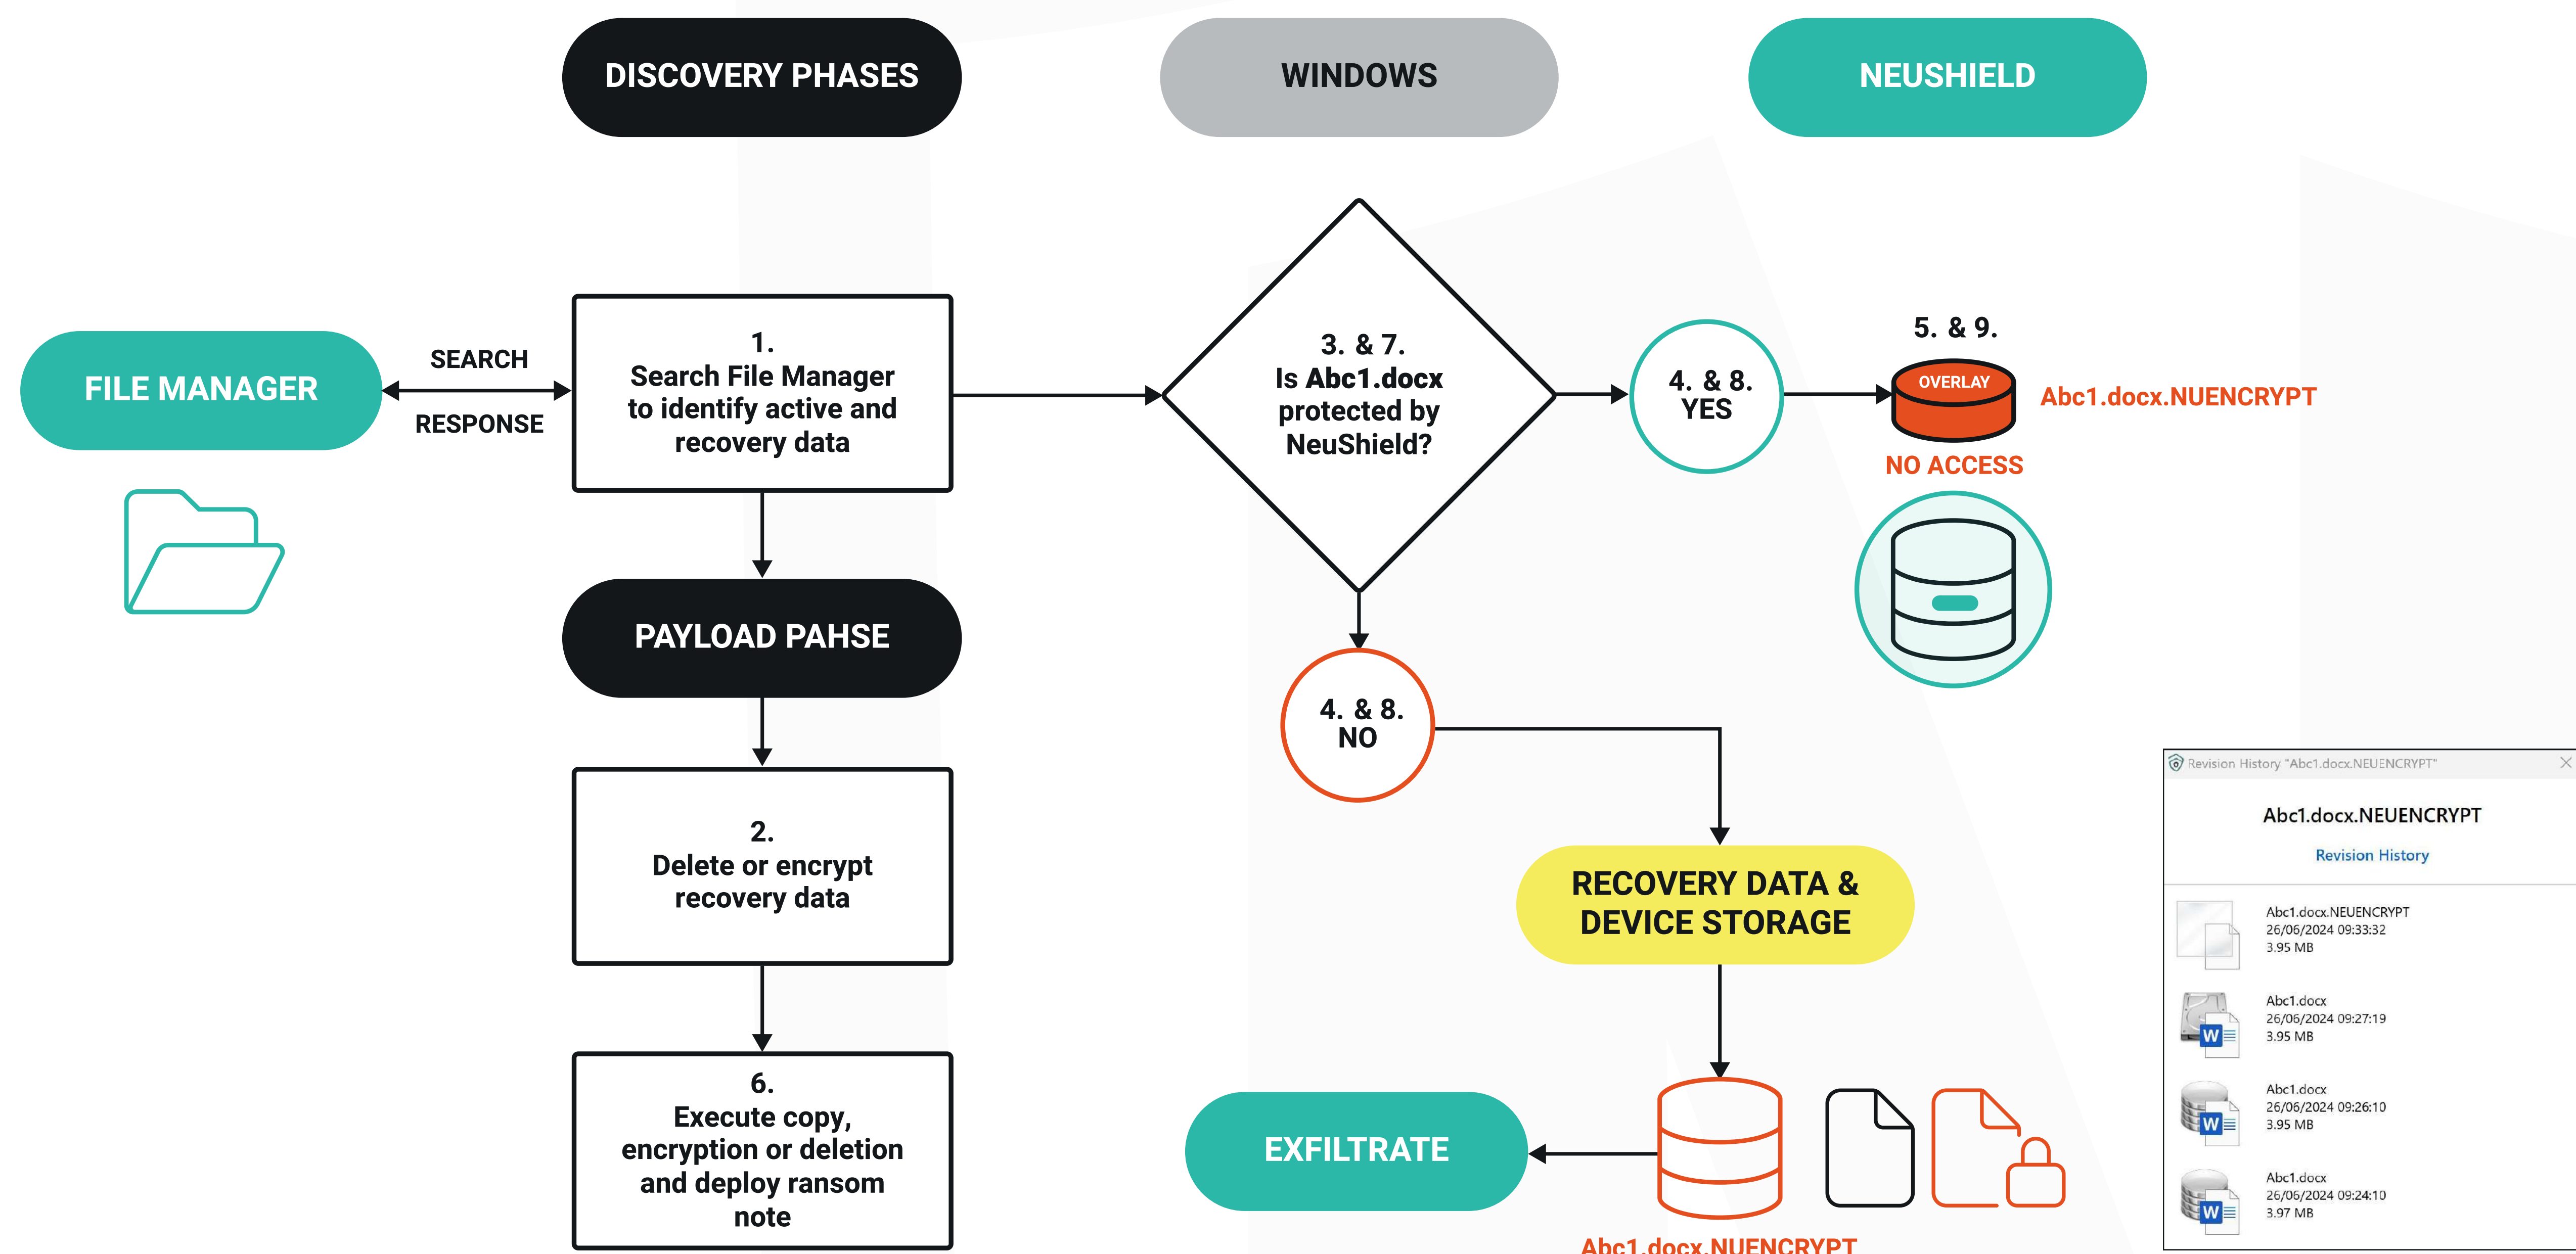 DISCOVERY PHASES
WINDOWS
NEUSHIELD
FILE MANAGER
SEARCH
RESPONSE
1.
Search File Manager
to identify active and
recovery data
3. & 7.
Is Abc1.docx
protected by
NeuShield?
4. & 8.
YES
5. & 9.
OVERLAY
Abc1.docx.NUENCRYPT
NO ACCESS
PAYLOAD PAHSE
4. & 8.
NO
2.
Delete or encrypt
recovery data
RECOVERY DATA &
DEVICE STORAGE
6.
Execute copy,
encryption or deletion
and deploy ransom
note
EXFILTRATE
Abc1.docx.NUENCRYPT
Revision History "Abc1.docx.NEUENCRYPT"
Abc1.docx.NEUENCRYPT
Revision History
Abc1.docx.NEUENCRYPT
26/06/2024 09:33:32
3.95 MB
W
Abc1.docx
26/06/2024 09:27:19
3.95 MB
W
Abc1.docx
26/06/2024 09:26:10
3.95 MB
W
Abc1.docx
26/06/2024 09:24:10
3.97 MB